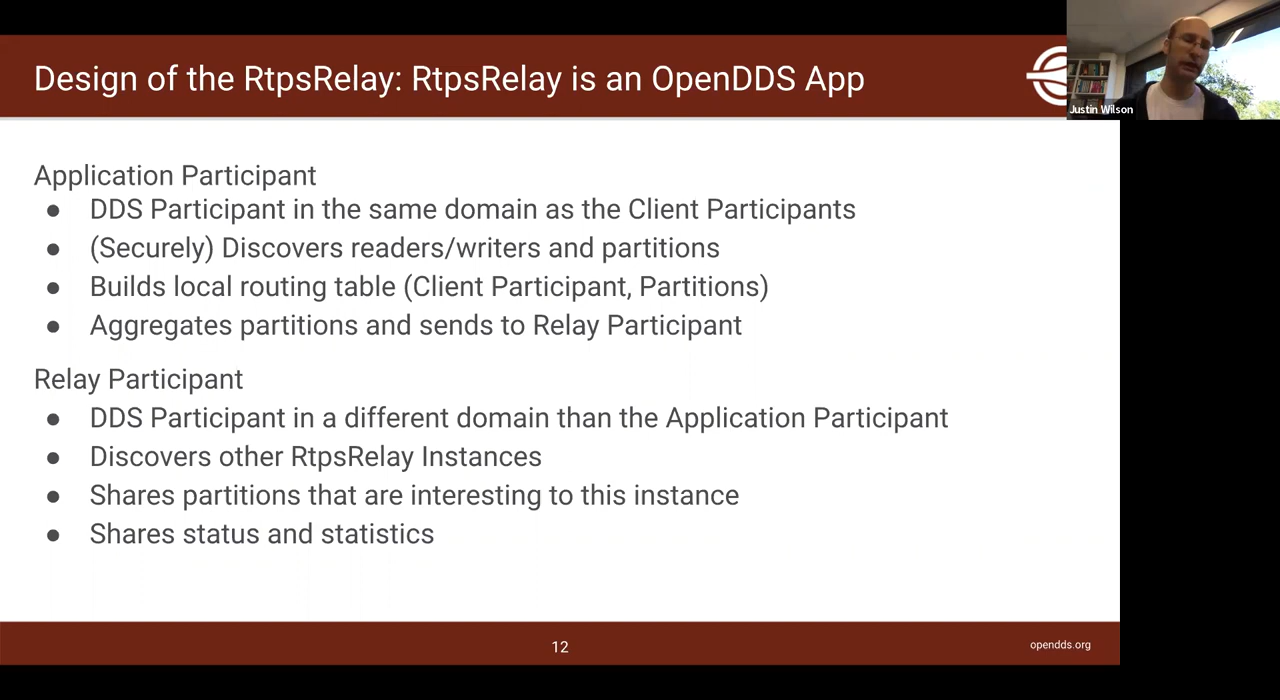 Design of the RtpsRelay: RtpsRelay is an OpenDDS App
Justin Wilson
Application Participant
● DDS Participant in the same domain as the Client Participants
● (Securely) Discovers readers/writers and partitions
● Builds local routing table (Client Participant, Partitions)
● Aggregates partitions and sends to Relay Participant
Relay Participant
● DDS Participant in a different domain than the Application Participant
● Discovers other RtpsRelay Instances
● Shares partitions that are interesting to this instance
● Shares status and statistics
12
opendds.org